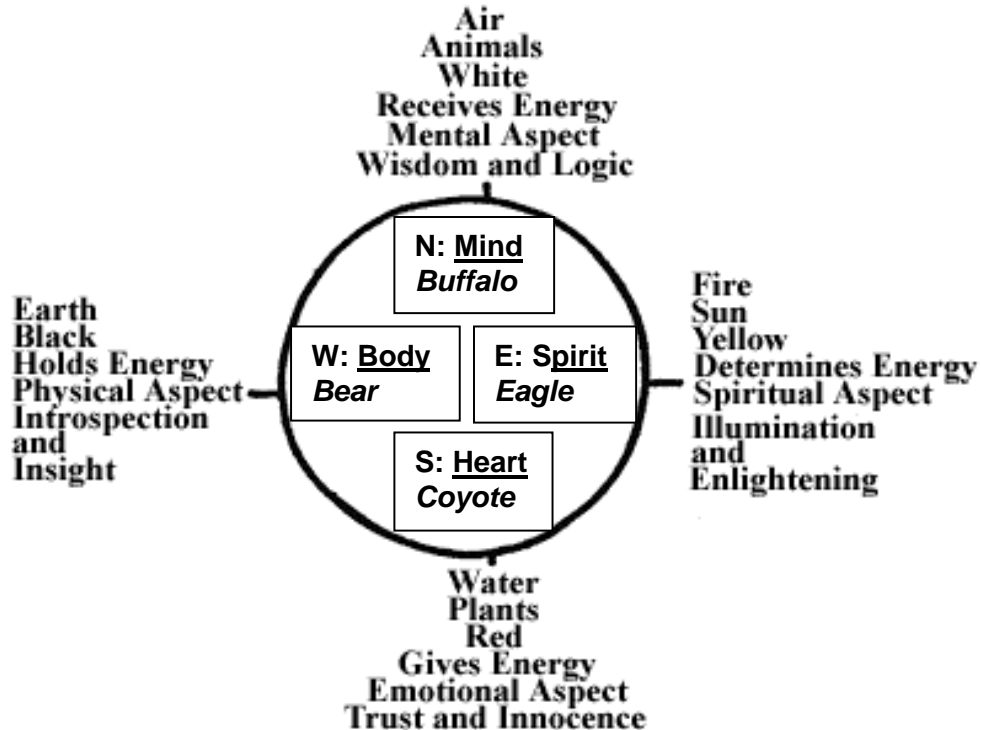 Air
Animals
White
Receives Energy
Mental Aspect
Wisdom and Logic
N: Mind
Buffalo
Earth
Black
Holds Energy
Physical Aspect
Introspection
and
Insight
W: Body
Bear
E: Spirit
Eagle
Fire
Sun
Yellow
Determines Energy
Spiritual Aspect
Illumination
and
Enlightening
S: Heart
Coyote
Water
Plants
Red
Gives Energy
Emotional Aspect
Trust and Innocence